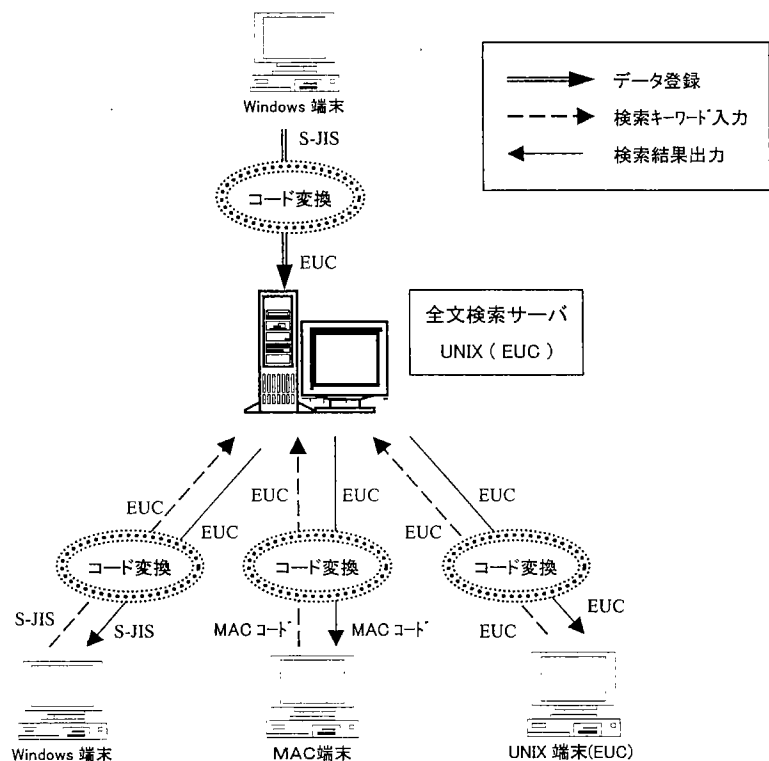 Windows 端末
データ登録
検索キーワード入力
検索結果出力
S-JIS
コード変換
EUC
全文検索サーバ
UNIX ( EUC )
EUC
EUC
EUC
EUC
EUC
EUC
コード変換
コード変換
コード変換
S-JIS
S-JIS
MAC コード
MAC コード
EUC
EUC
Windows 端末
MAC端末
UNIX 端末(EUC)